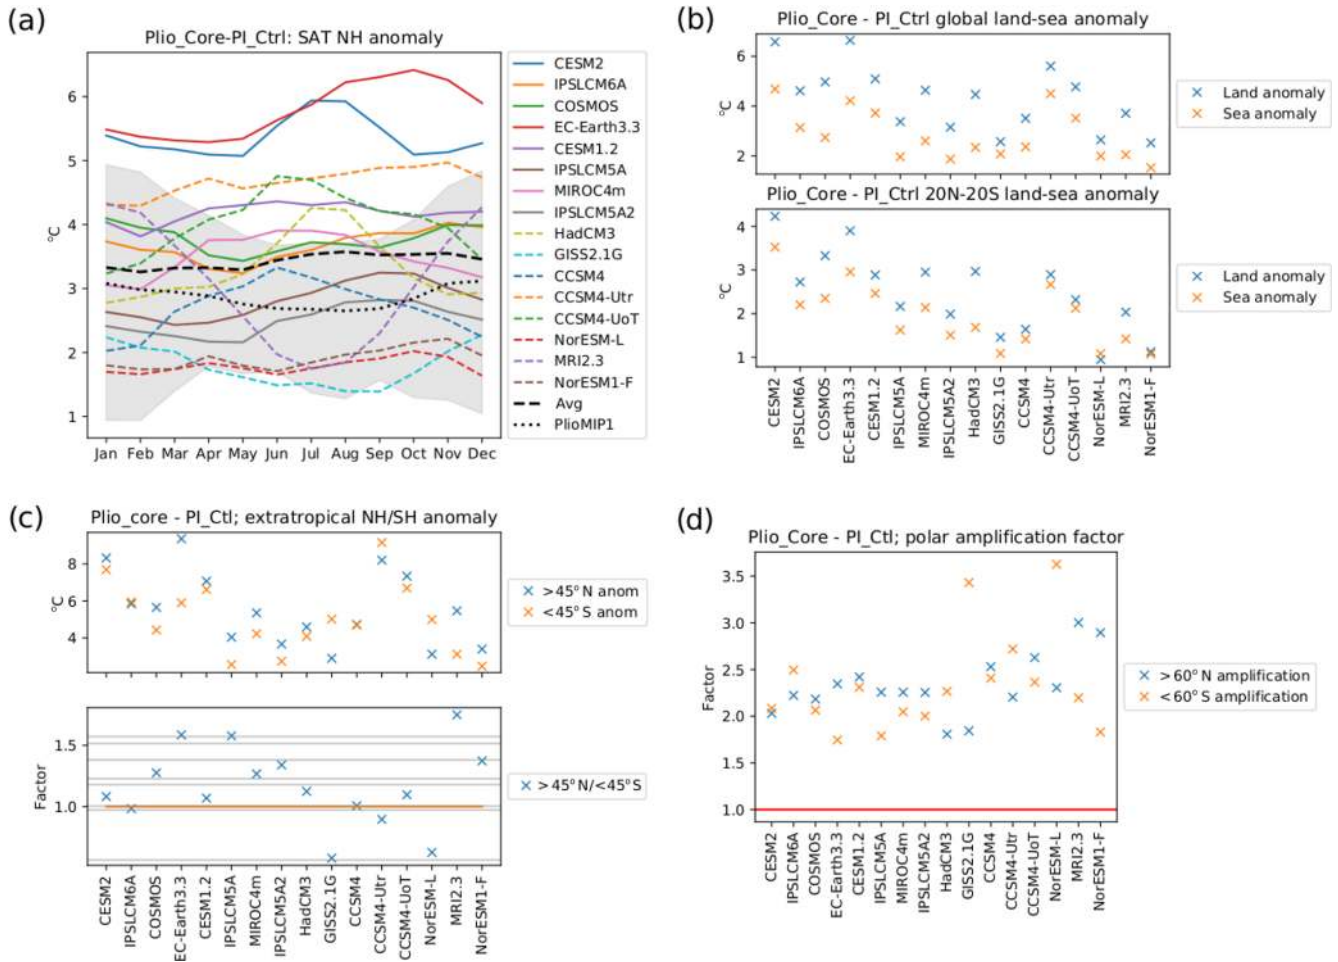 (a)
Plio_Core-PI_Ctrl: SAT NH anomaly
°C
6
5
4
3
2
1
Jan Feb Mar Apr May Jun Jul Aug Sep Oct Nov Dec
CESM2
IPSLCM6A
COSMOS
EC-Earth3.3
CESM1.2
IPSLCM5A
MIROC4m
IPSLCM5A2
HadCM3
GISS2.1G
CCSM4
CCSM4-Utr
CCSM4-UoT
NorESM-L
MRI2.3
NorESM1-F
Avg
PlioMIP1
(b)
Plio_Core - PI_Ctrl global land-sea anomaly
°C
6
4
2
Land anomaly
Sea anomaly
Plio_Core - PI_Ctrl 20N-20S land-sea anomaly
°C
4
3
2
1
Land anomaly
Sea anomaly
CESM2
IPSLCM6A
COSMOS
EC-Earth3.3
CESM1.2
IPSLCM5A
MIROC4m
IPSLCM5A2
HadCM3
GISS2.1G
CCSM4
CCSM4-Utr
CCSM4-UoT
NorESM-L
MRI2.3
NorESM1-F
(c)
Plio_core - PI_Ctl; extratropical NH/SH anomaly
°C
8
6
4
>45°N anom
<45°S anom
Factor
1.5
1.0
>45°N/<45°S
CESM2
IPSLCM6A
COSMOS
EC-Earth3.3
CESM1.2
IPSLCM5A
MIROC4m
IPSLCM5A2
HadCM3
GISS2.1G
CCSM4
CCSM4-Utr
CCSM4-UoT
NorESM-L
MRI2.3
NorESM1-F
(d)
Plio_Core - PI_Ctl; polar amplification factor
Factor
3.5
3.0
2.5
2.0
1.5
1.0
>60°N amplification
<60°S amplification
CESM2
IPSLCM6A
COSMOS
EC-Earth3.3
CESM1.2
IPSLCM5A
MIROC4m
IPSLCM5A2
HadCM3
GISS2.1G
CCSM4
CCSM4-Utr
CCSM4-UoT
NorESM-L
MRI2.3
NorESM1-F